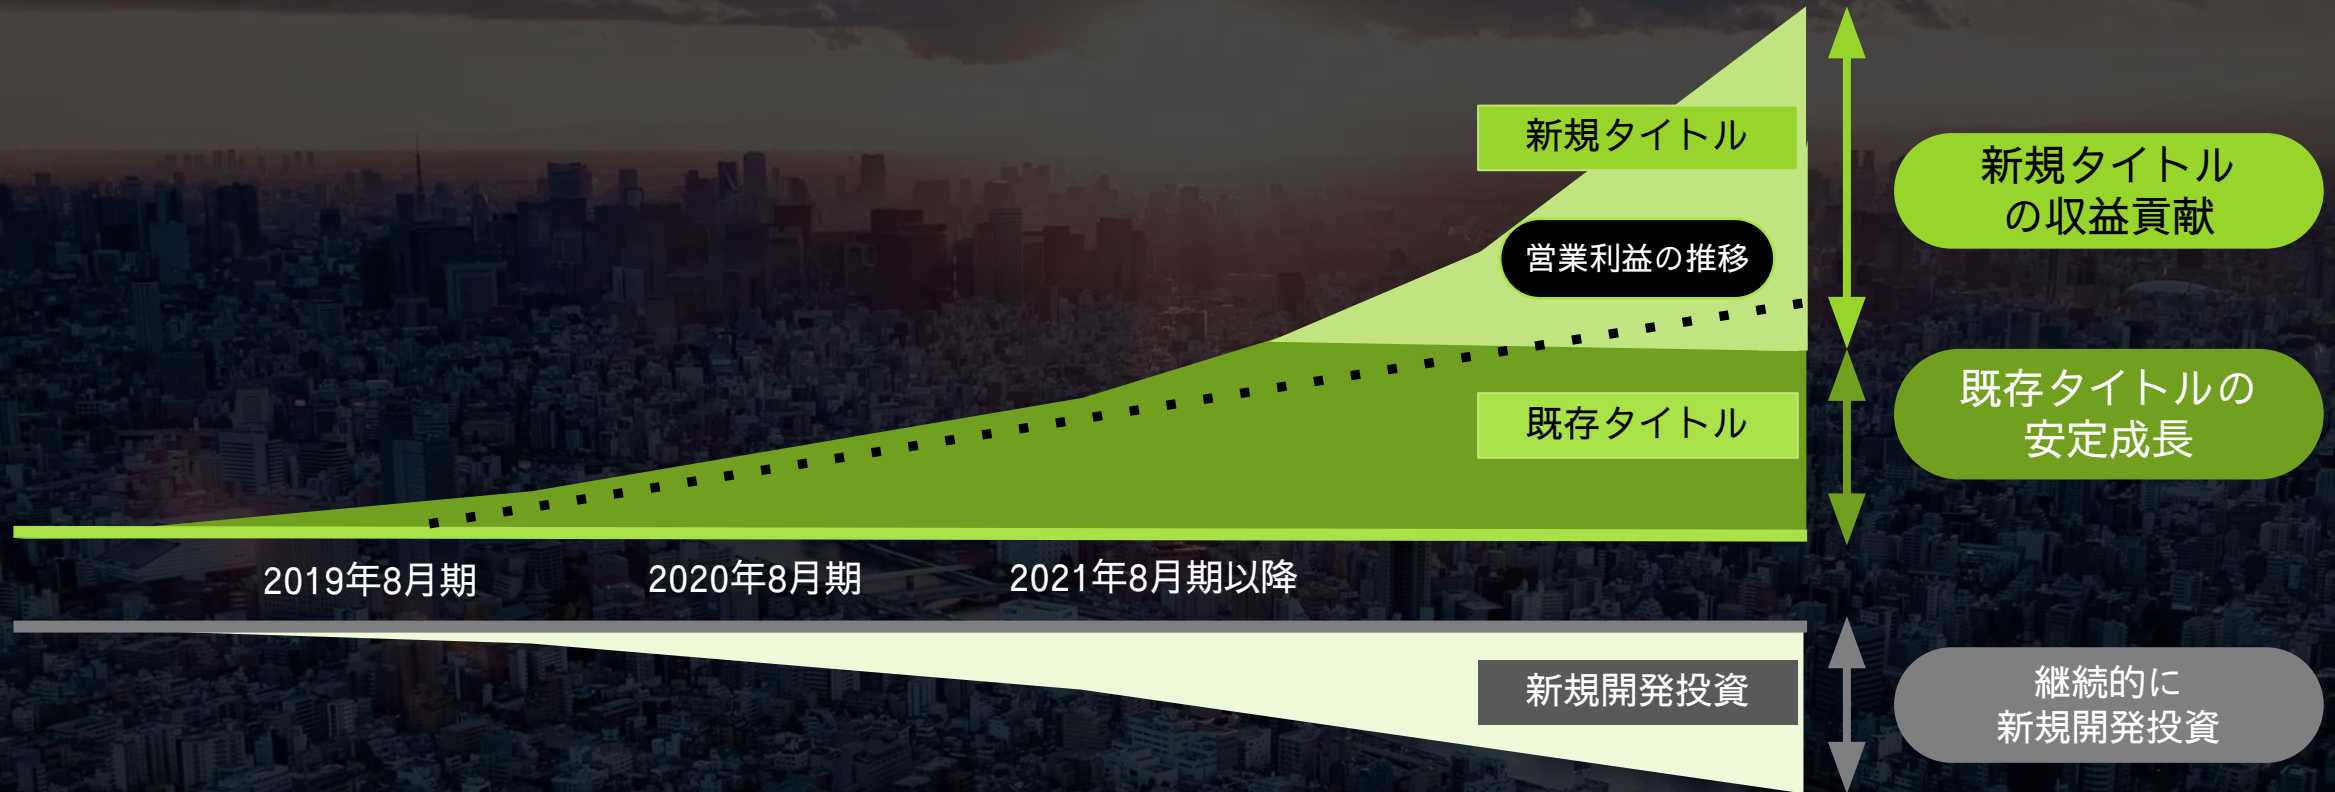 新規タイトル
営業利益の推移
既存タイトル
新規タイトル
の収益貢献
既存タイトルの
安定成長
2019年8月期
2020年8月期
2021年8月期以降
新規開発投資
継続的に
新規開発投資